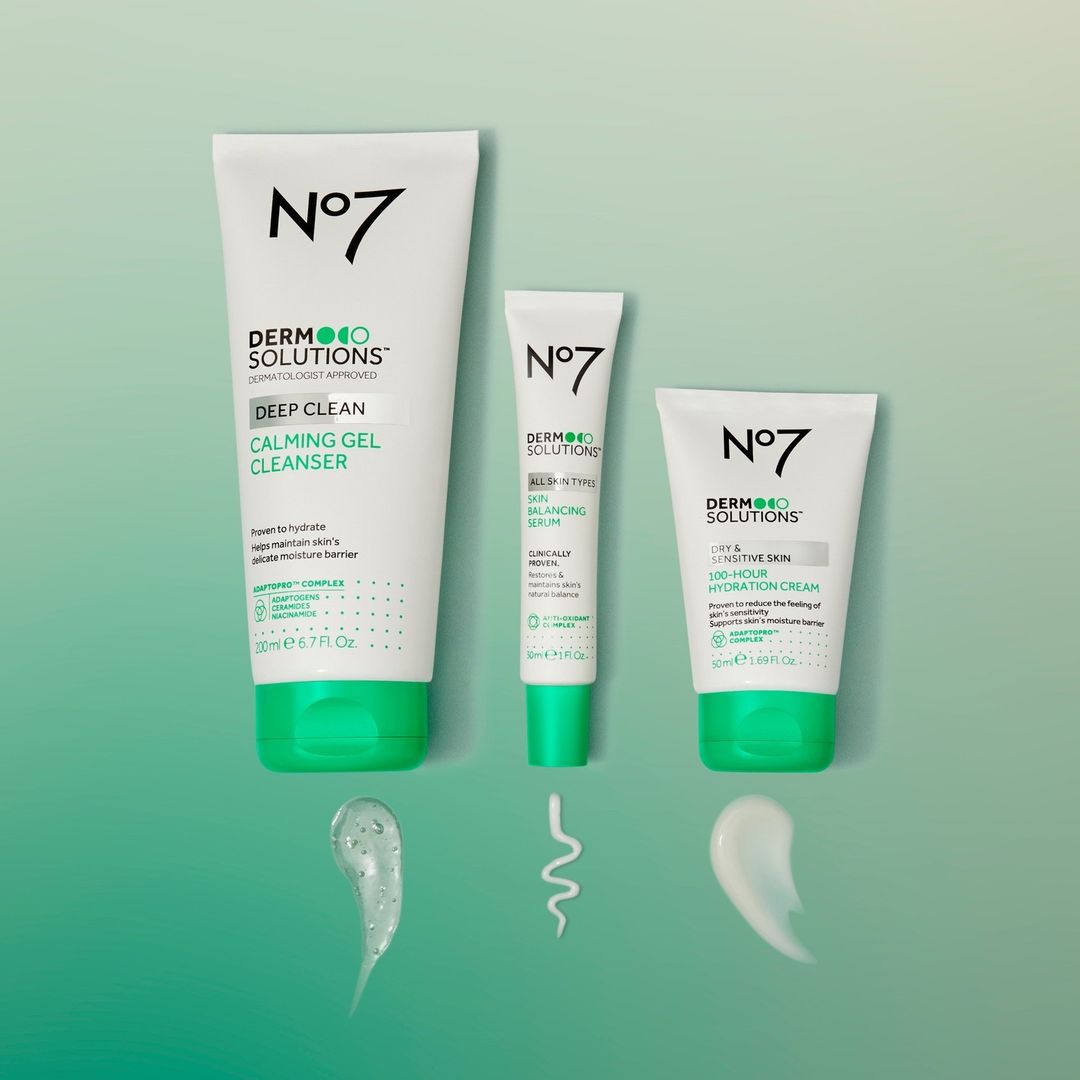 Nº7
DERM
SOLUTIONS™
DERMATOLOGIST APPROVED
DEEP CLEAN
CALMING GEL
CLEANSER
Proven to hydrate
Helps maintain skin's
delicate moisture barrier
ADAPTOPRO™ COMPLEX
ADAPTOGENS
CERAMIDES
NIACINAMIDE
200 ml ℮ 6.7 Fl. Oz.
Nº7
DERM
SOLUTIONS™
ALL SKIN TYPES
SKIN
BALANCING
SERUM
CLINICALLY
PROVEN.
Restores &
maintains skin's
natural balance
ANTI-OXIDANT
COMPLEX
30ml ℮ 1 Fl. Oz.
Nº7
DERM
SOLUTIONS™
DRY &
SENSITIVE SKIN
100-HOUR
HYDRATION CREAM
Proven to reduce the feeling of
skin's sensitivity
Supports skin's moisture barrier
ADAPTOPRO™
COMPLEX
50 ml ℮ 1.69 Fl. Oz.